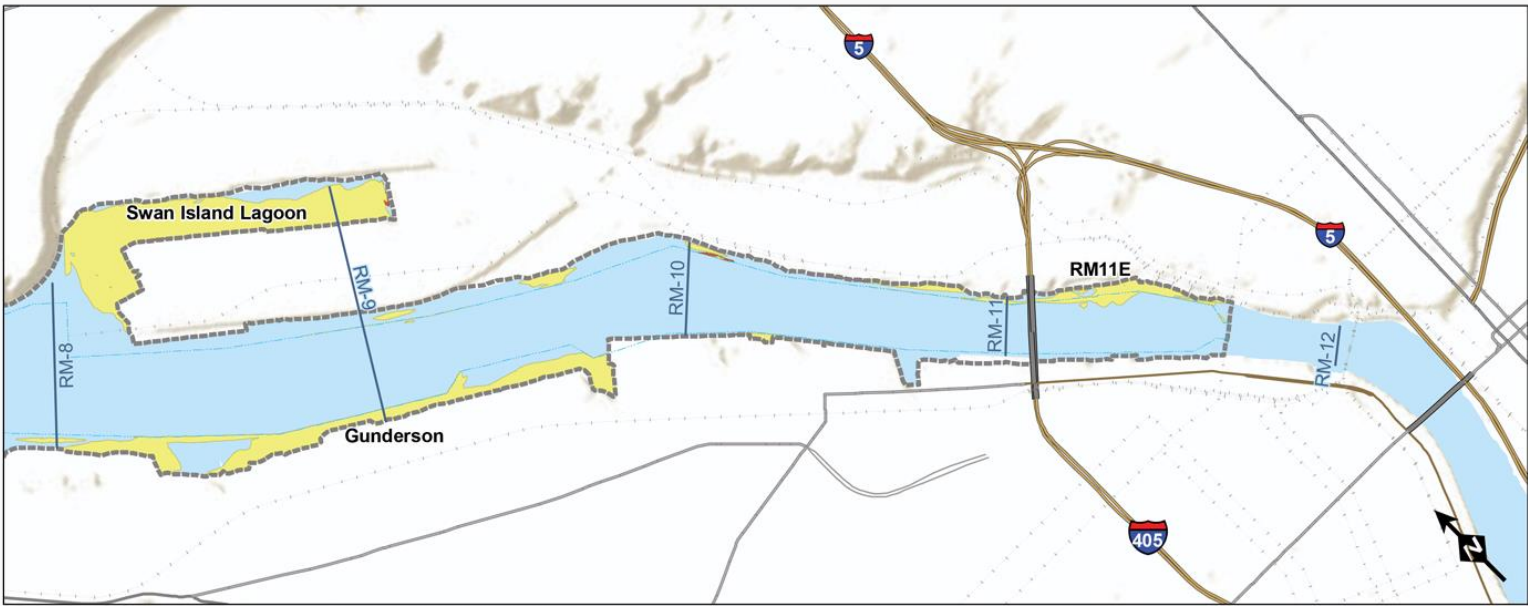 5
Swan Island Lagoon
RM-9
RM-10
RM11E
5
RM-8
RM-11
RM-12
Gunderson
405
N